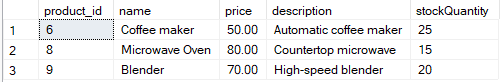 product_id name price description stockQuantity
1 6 Coffee maker 50.00 Automatic coffee maker 25
2 8 Microwave Oven 80.00 Countertop microwave 15
3 9 Blender 70.00 High-speed blender 20